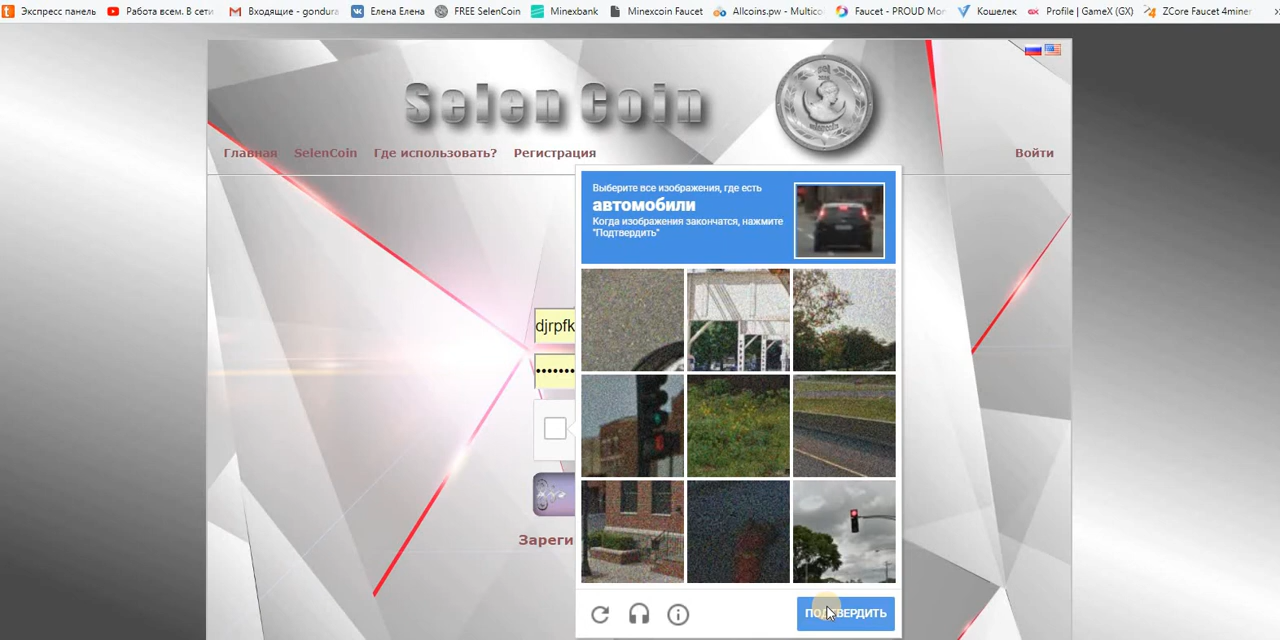 Экспресс панель
Работа всем. В сети
Входящие - gondura
Елена Елена
FREE SelenCoin
Minexbank
Minexcoin Faucet
Allcoins.pw - Multico
Faucet - PROUD Mon
Кошелек
Profile | GameX (GX)
ZCore Faucet 4miner
Selen Coin
Главная
SelenCoin
Где использовать?
Регистрация
Войти
Выберите все изображения, где есть
автомобили
Когда изображения закончатся, нажмите
"Подтвердить"
djrpfk
Зареги
ПОДТВЕРДИТЬ